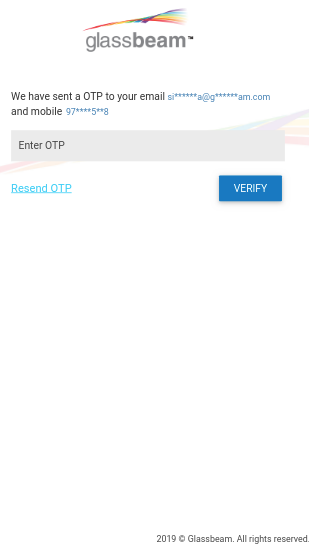 glassbeam™
We have sent a OTP to your email si******a@g******am.com
and mobile 97****5**8
Enter OTP
Resend OTP
VERIFY
2019 © Glassbeam. All rights reserved.